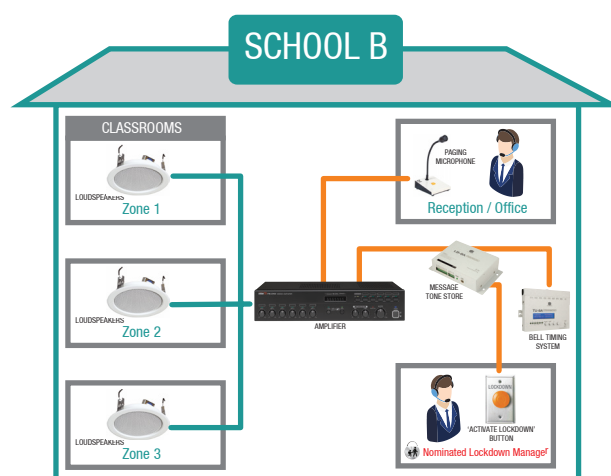 SCHOOL B
CLASSROOMS
LOUDSPEAKERS
Zone 1
LOUDSPEAKERS
Zone 2
LOUDSPEAKERS
Zone 3
AMPLIFIER
PAGING
MICROPHONE
Reception / Office
MESSAGE
TONE STORE
BELL TIMING
SYSTEM
LOCKDOWN
'ACTIVATE LOCKDOWN'
BUTTON
Nominated Lockdown Manager